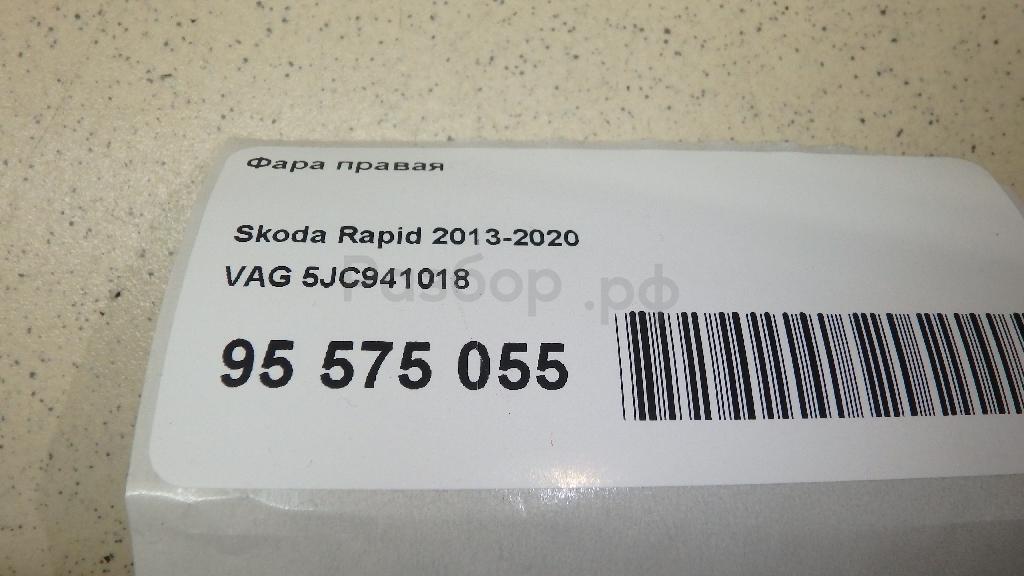 Фара правая
Skoda Rapid 2013-2020
VAG 5JC941018
Разбор.рф
95 575 055